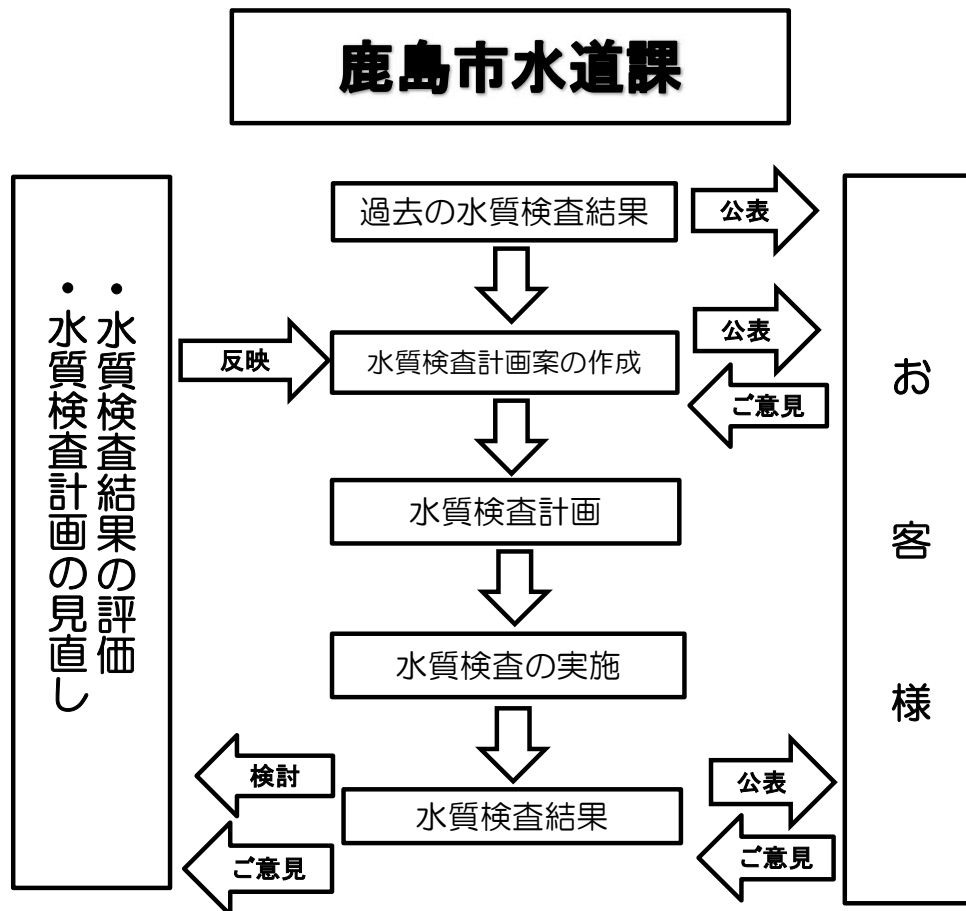 鹿島市水道課
過去の水質検査結果
公表
・水質検査結果の評価
・水質検査計画の見直し
反映
水質検査計画案の作成
公表
ご意見
お客様
水質検査計画
水質検査の実施
検討
水質検査結果
公表
ご意見
ご意見